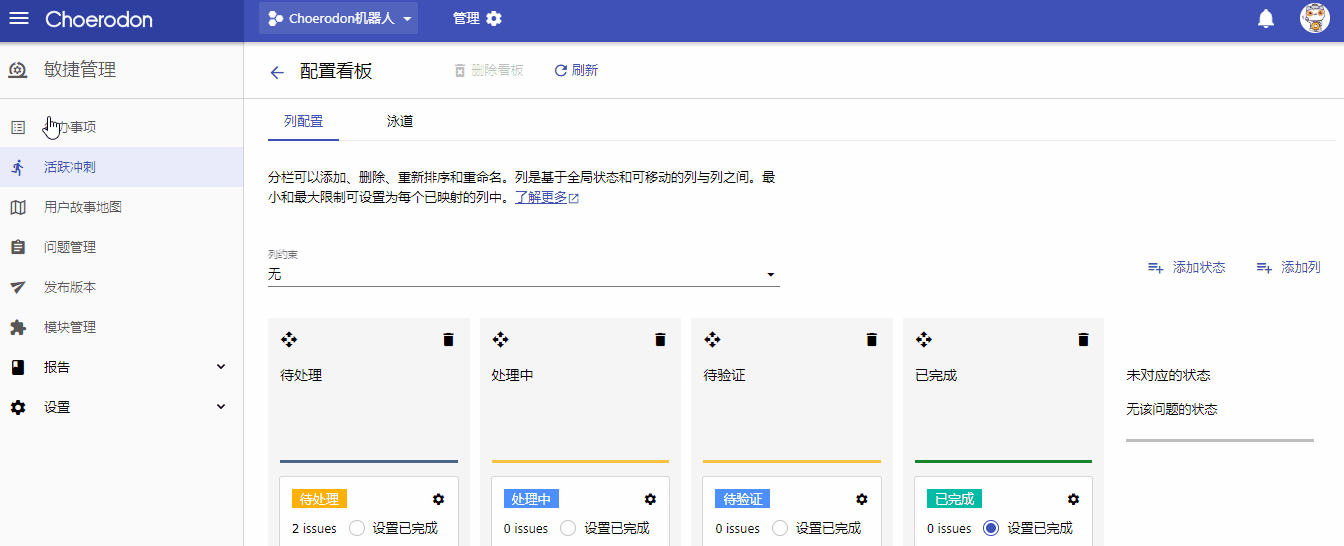 Choerodon
Choerodon机器人
管理
敏捷管理
办事项
活跃冲刺
用户故事地图
问题管理
发布版本
模块管理
报告
设置
配置看板
删除看板
刷新
列配置
泳道
分栏可以添加、删除、重新排序和重命名。列是基于全局状态和可移动的列与列之间。最
小和最大限制可设置为每个已映射的列中。了解更多
列约束
无
添加状态
添加列
待处理
处理中
待验证
已完成
未对应的状态
无该问题的状态
待处理
2 issues 设置已完成
处理中
0 issues 设置已完成
待验证
0 issues 设置已完成
已完成
0 issues 设置已完成